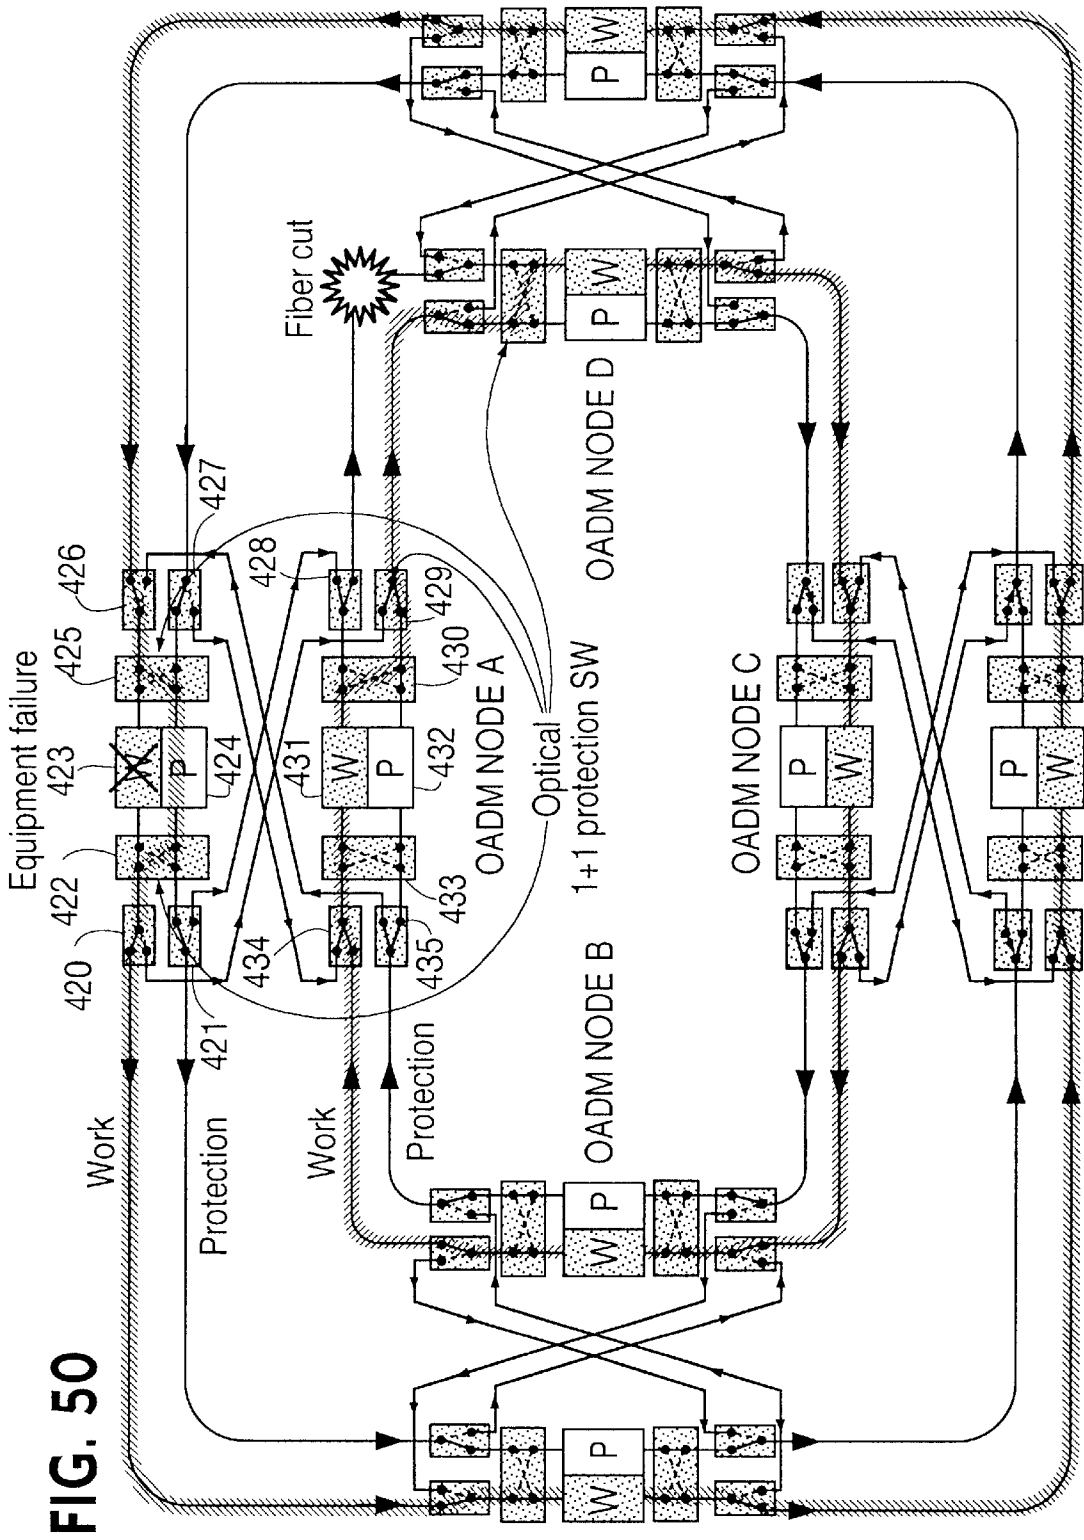 FIG. 50
Equipment failure
423
422
420
421
424
425
426
427
P
Work
Protection
Fiber cut
428
429
430
431
432
433
434
435
W
P
Work
Protection
OADM NODE A
Optical
1+1 protection SW
OADM NODE B
OADM NODE C
OADM NODE D
W
P
W
P
W
P
W
P
P
W
P
W